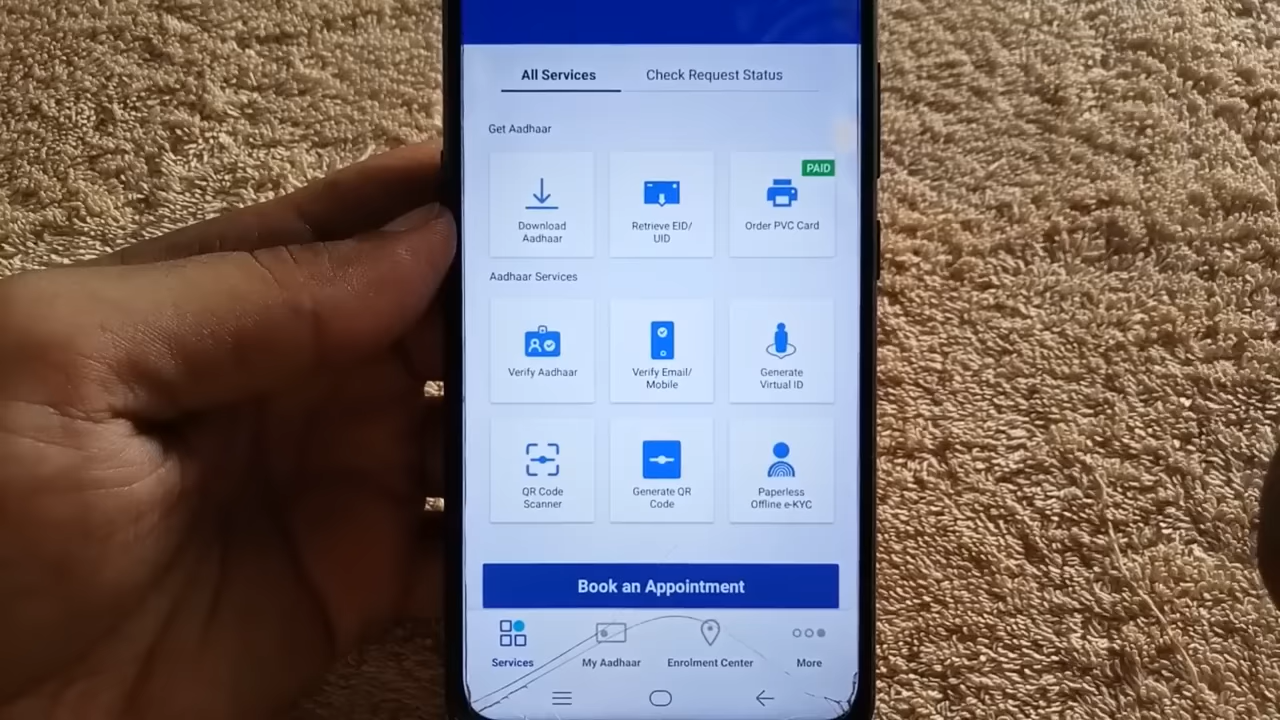 All Services
Check Request Status
Get Aadhaar
PAID
Download
Aadhaar
Retrieve EID/
UID
Order PVC Card
Aadhaar Services
Verify Aadhaar
Verify Email/
Mobile
Generate
Virtual ID
QR Code
Scanner
Generate QR
Code
Paperless
Offline e-KYC
Book an Appointment
Services
My Aadhaar
Enrolment Center
More